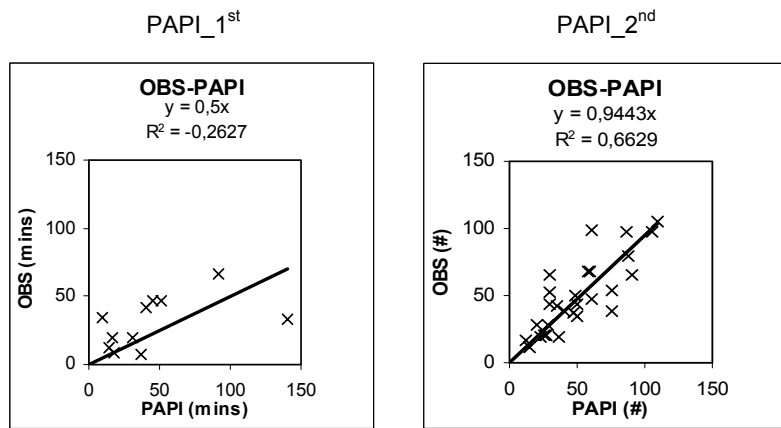 PAPI_1st
PAPI_2nd
OBS-PAPI
y = 0,5x
R2 = -0,2627
150
100
50
0
0 50 100 150
OBS (mins)
PAPI (mins)
OBS-PAPI
y = 0,9443x
R2 = 0,6629
150
100
50
0
0 50 100 150
OBS (#)
PAPI (#)